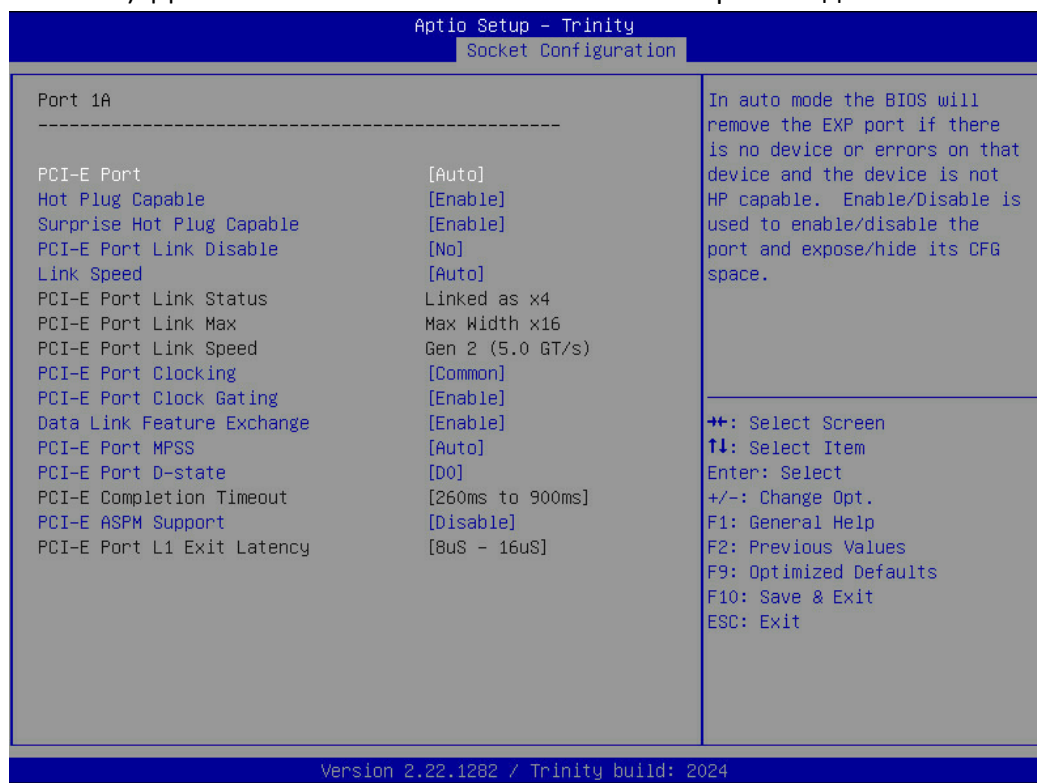 Aptio Setup – Trinity
Socket Configuration
Port 1A
--------------------------------------------------
PCI-E Port [Auto]
Hot Plug Capable [Enable]
Surprise Hot Plug Capable [Enable]
PCI-E Port Link Disable [No]
Link Speed [Auto]
PCI-E Port Link Status Linked as x4
PCI-E Port Link Max Max Width x16
PCI-E Port Link Speed Gen 2 (5.0 GT/s)
PCI-E Port Clocking [Common]
PCI-E Port Clock Gating [Enable]
Data Link Feature Exchange [Enable]
PCI-E Port MPSS [Auto]
PCI-E Port D-state [D0]
PCI-E Completion Timeout [260ms to 900ms]
PCI-E ASPM Support [Disable]
PCI-E Port L1 Exit Latency [8uS - 16uS]
In auto mode the BIOS will
remove the EXP port if there
is no device or errors on that
device and the device is not
HP capable.  Enable/Disable is
used to enable/disable the
port and expose/hide its CFG
space.
→←: Select Screen
↑↓: Select Item
Enter: Select
+/-: Change Opt.
F1: General Help
F2: Previous Values
F9: Optimized Defaults
F10: Save & Exit
ESC: Exit
Version 2.22.1282 / Trinity build: 2024